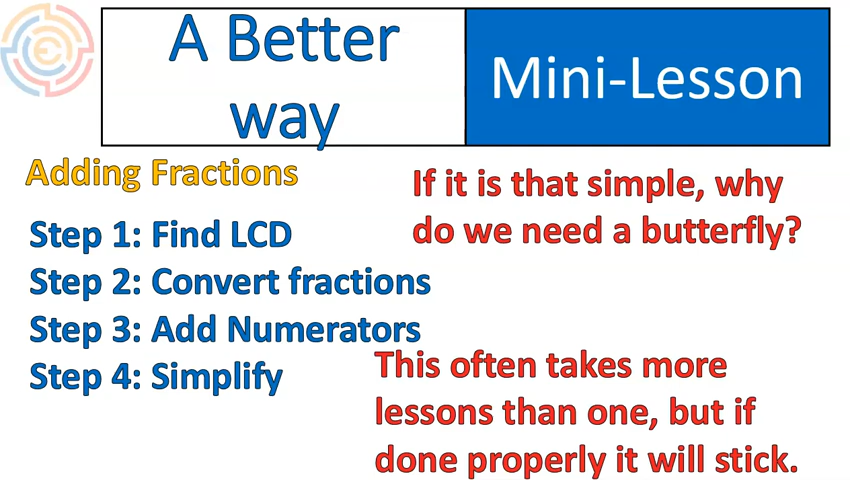 A Better
way
Mini-Lesson
Adding Fractions
If it is that simple, why
do we need a butterfly?
Step 1: Find LCD
Step 2: Convert fractions
Step 3: Add Numerators
Step 4: Simplify
This often takes more
lessons than one, but if
done properly it will stick.